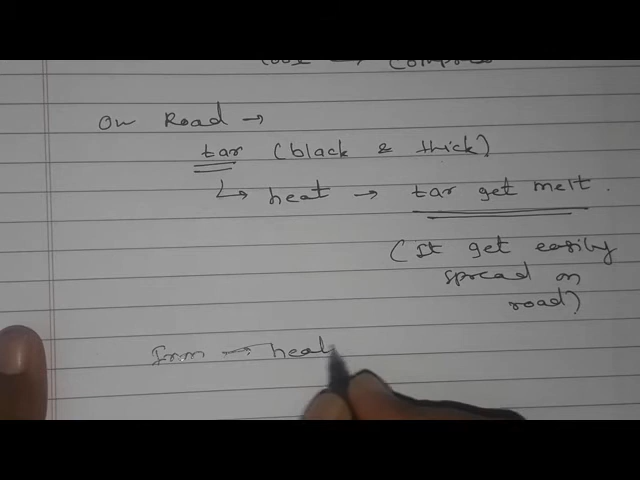 On Road →
tar (black & thick)
↳ heat → tar get melt.
(It get easily
spread on
road)
→ heat